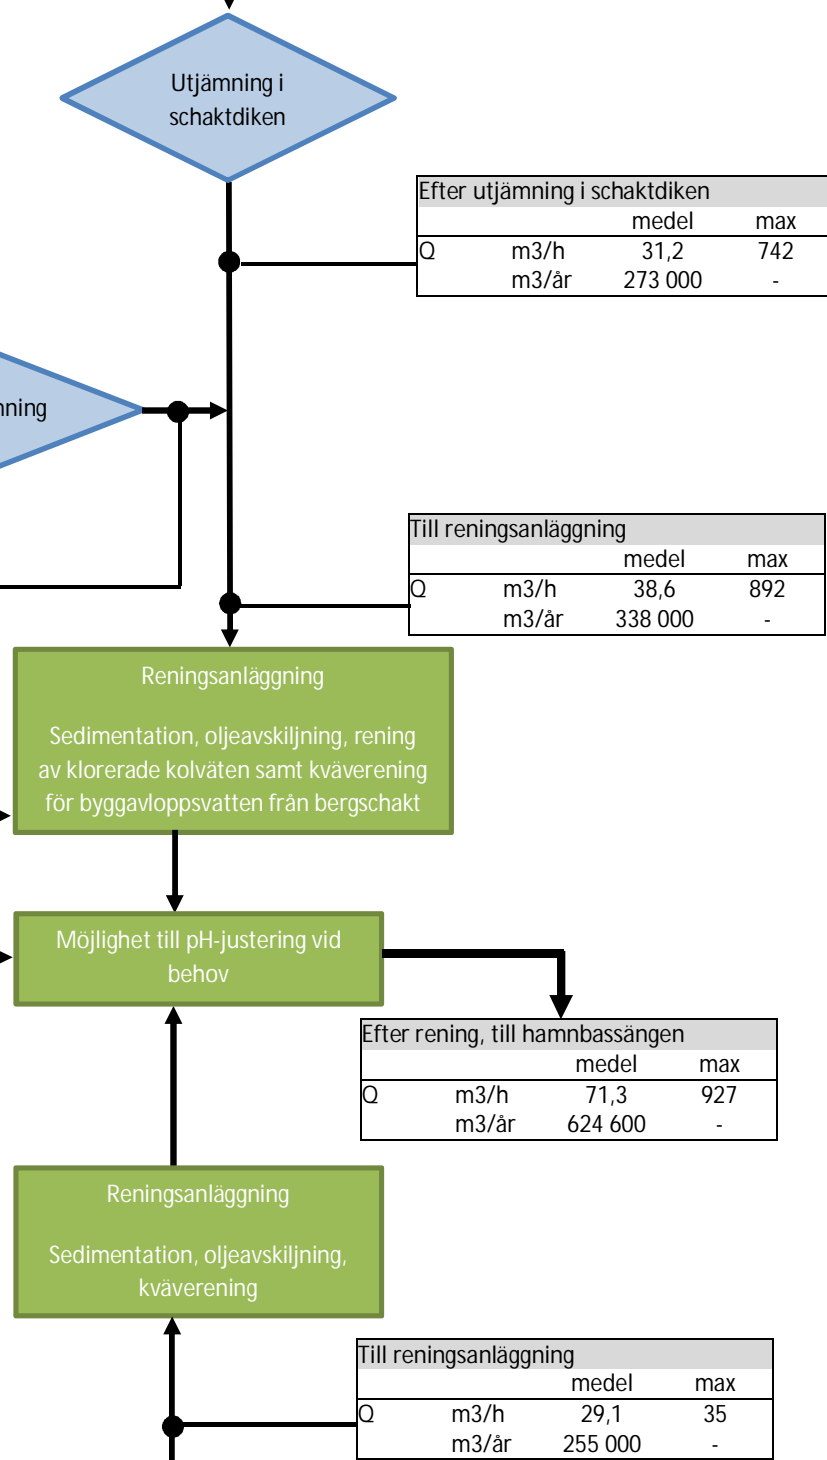 Utjämning i
schaktdiken
Efter utjämning i schaktdiken
medel max
Q m3/h 31,2 742
m3/år 273 000 -
Till reningsanläggning
medel max
Q m3/h 38,6 892
m3/år 338 000 -
Reningsanläggning
Sedimentation, oljeavskiljning, rening
av klorerade kolväten samt kväverening
för byggavloppsvatten från bergschakt
Möjlighet till pH-justering vid
behov
Efter rening, till hamnbassängen
medel max
Q m3/h 71,3 927
m3/år 624 600 -
Reningsanläggning
Sedimentation, oljeavskiljning,
kväverening
Till reningsanläggning
medel max
Q m3/h 29,1 35
m3/år 255 000 -